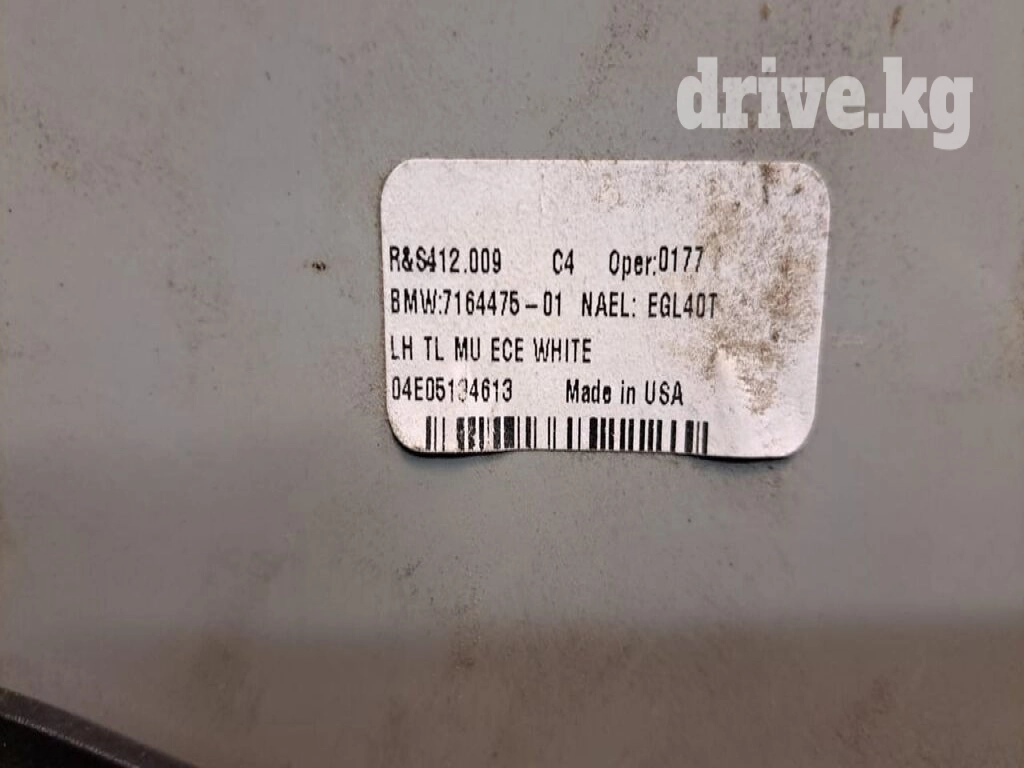 drive.kg
R&S412.009 C4 Oper:0177
BMW:7164475-01 NAEL: EGL40T
LH TL MU ECE WHITE
04E05134613 Made in USA